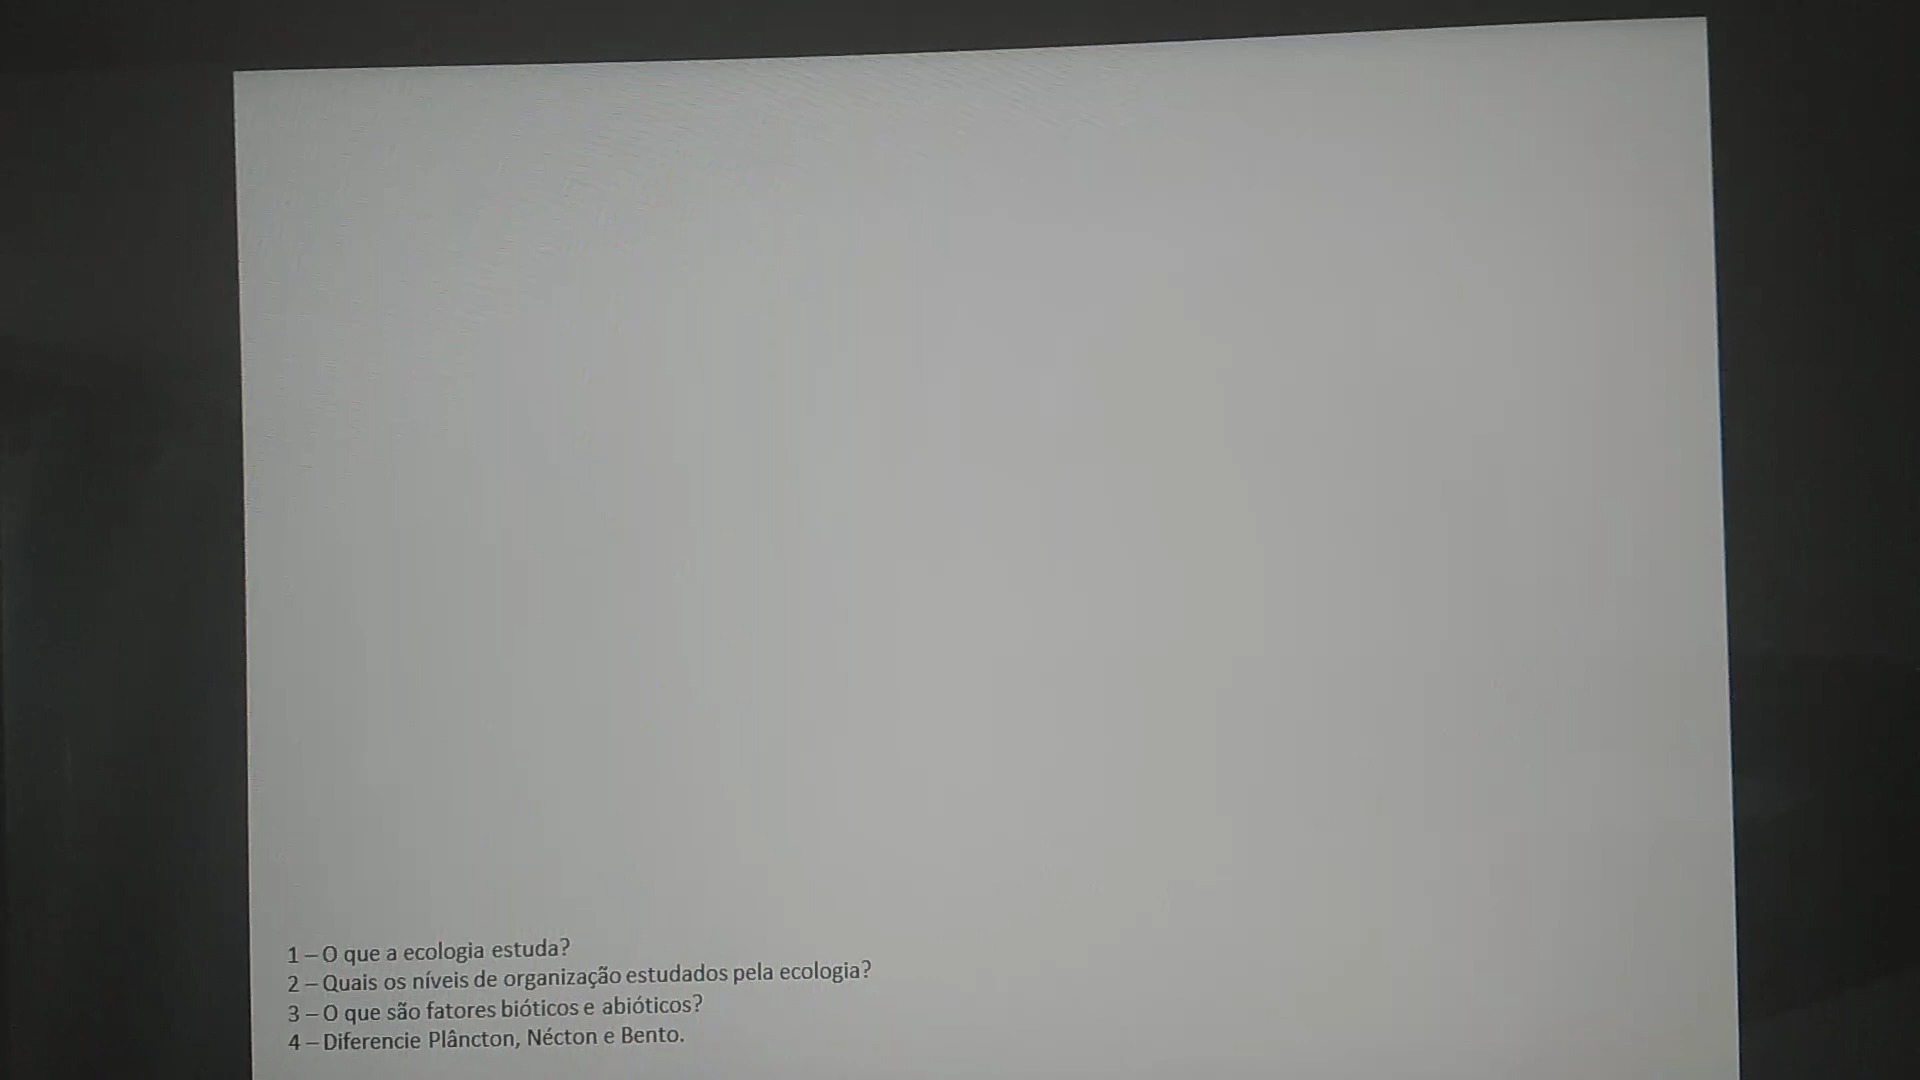 1 – O que a ecologia estuda?
2 – Quais os níveis de organização estudados pela ecologia?
3 – O que são fatores bióticos e abióticos?
4 – Diferencie Plâncton, Nécton e Bento.